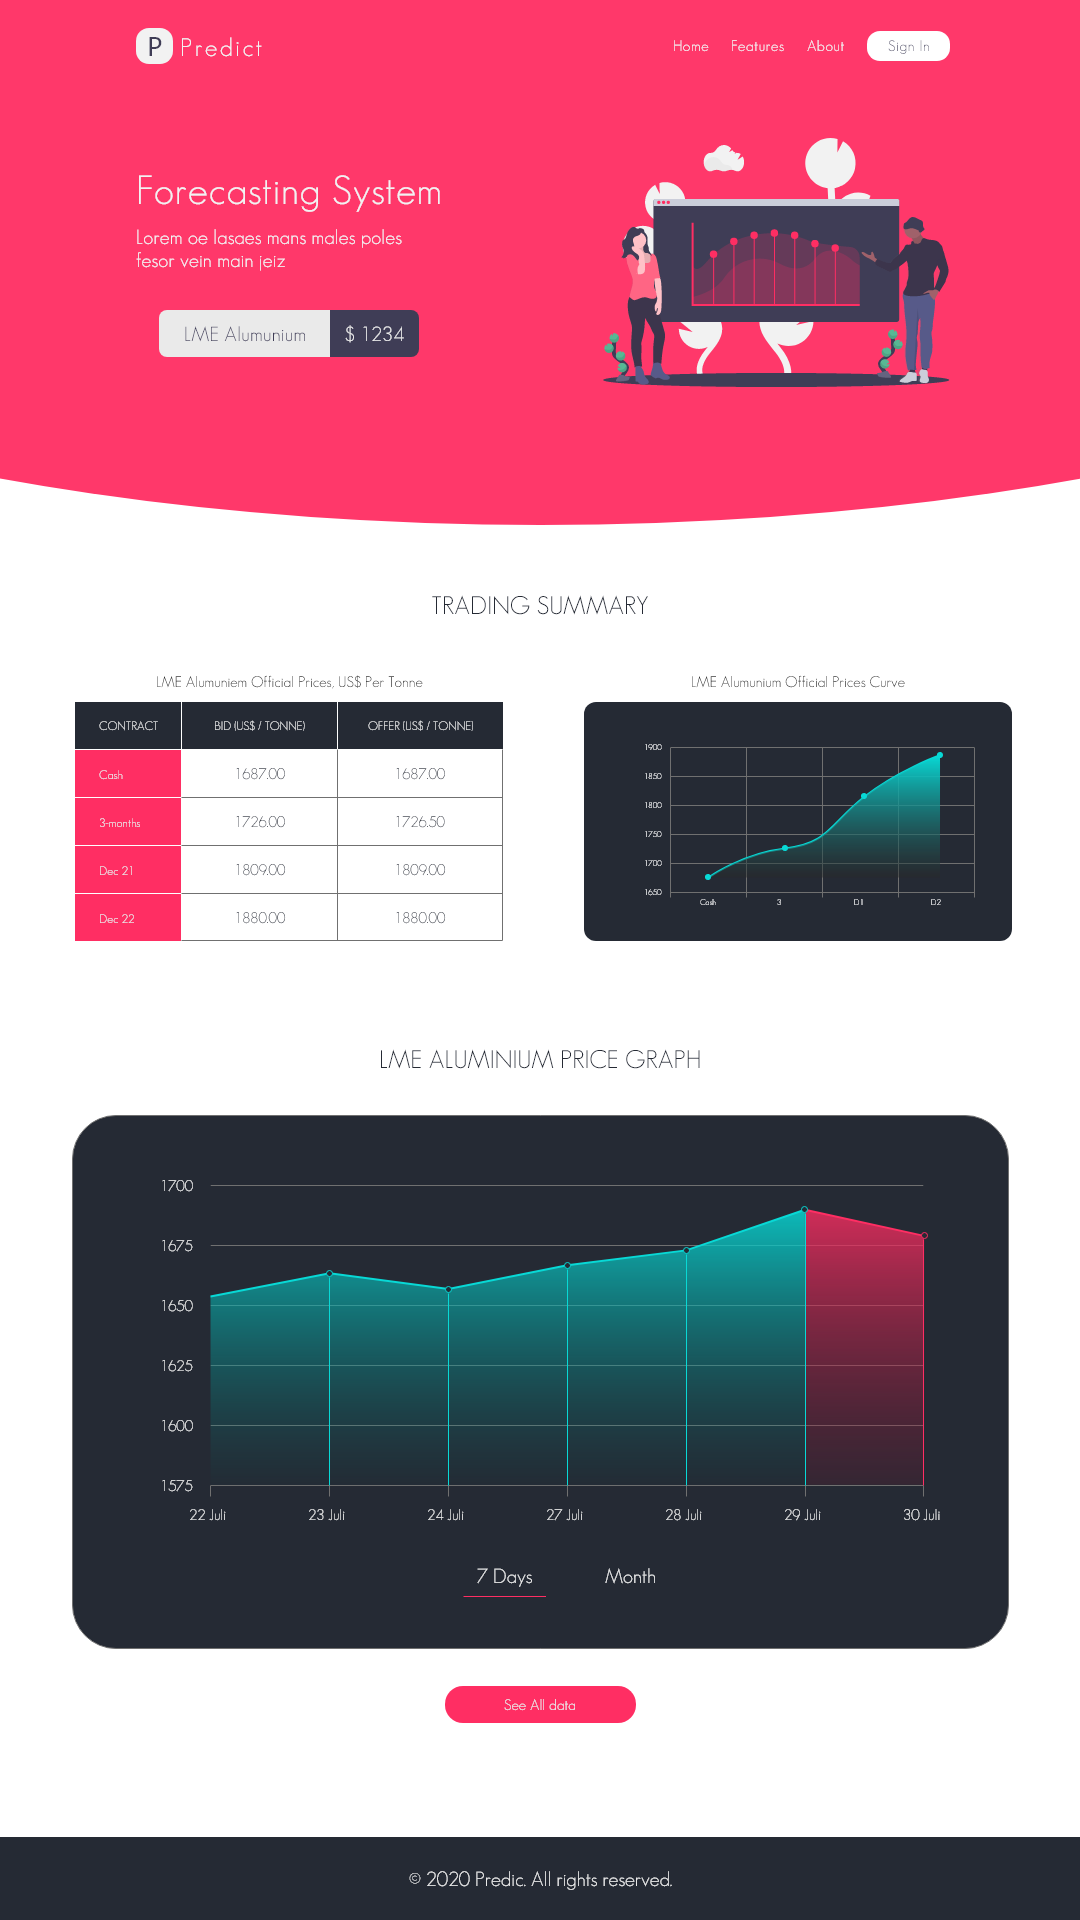 P Predict
Home Features About Sign In
Forecasting System
Lorem oe lasaes mans males poles
fesor vein main jeiz
LME Alumunium $ 1234
TRADING SUMMARY
LME Alumuniem Official Prices, US$ Per Tonne
CONTRACT BID (US$ / TONNE) OFFER (US$ / TONNE)
Cash 1687.00 1687.00
3-months 1726.00 1726.50
Dec 21 1809.00 1809.00
Dec 22 1880.00 1880.00
LME Alumunium Official Prices Curve
1900
1850
1800
1750
1700
1650
Cash 3 D1 D2
LME ALUMINIUM PRICE GRAPH
1700
1675
1650
1625
1600
1575
22 Juli 23 Juli 24 Juli 27 Juli 28 Juli 29 Juli 30 Juli
7 Days Month
See All data
© 2020 Predic. All rights reserved.